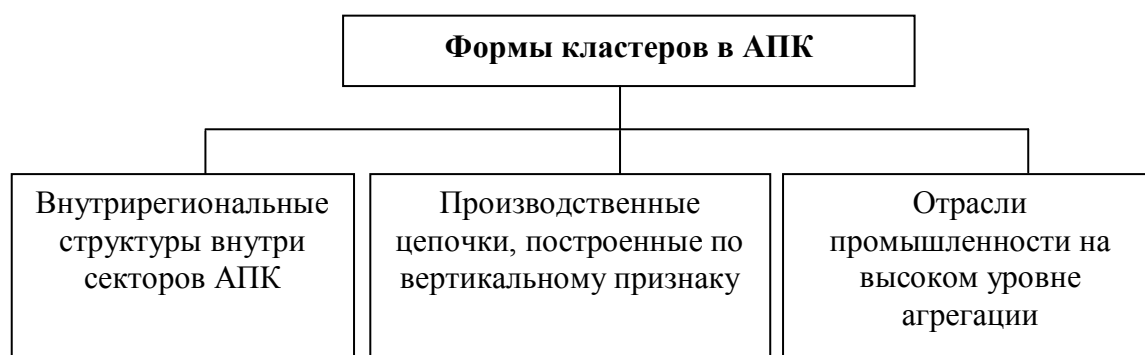 Формы кластеров в АПК
Внутрирегиональные
структуры внутри
секторов АПК
Производственные
цепочки, построенные по
вертикальному признаку
Отрасли
промышленности на
высоком уровне
агрегации